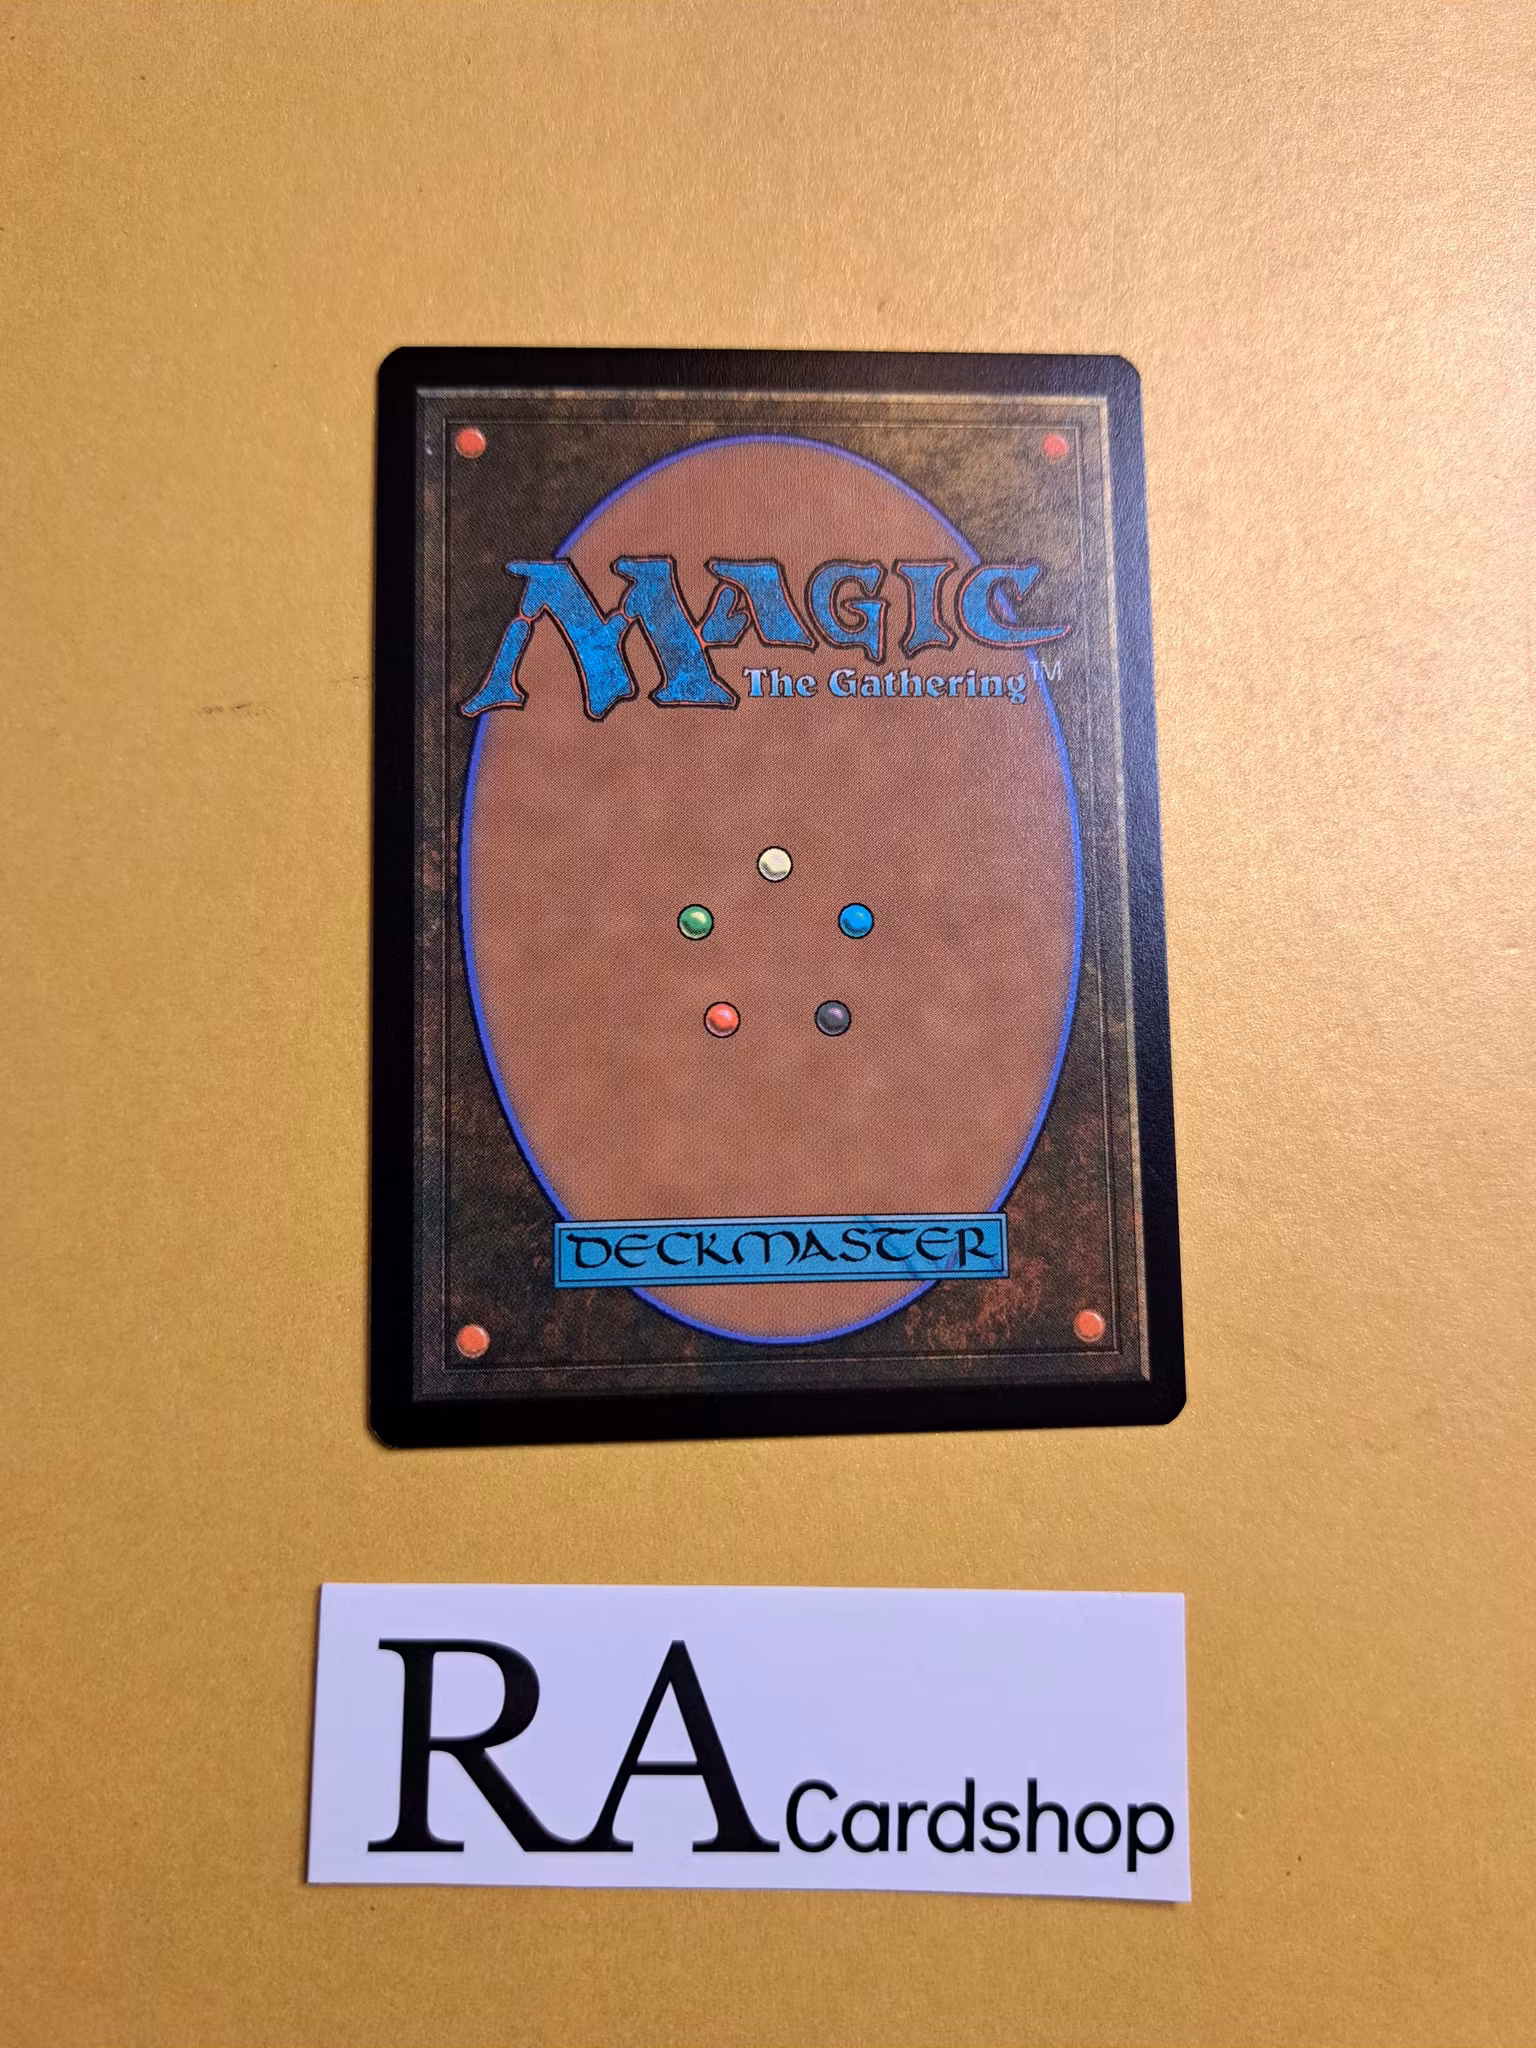 MAGIC
The Gathering™
DECKMASTER
RA Cardshop